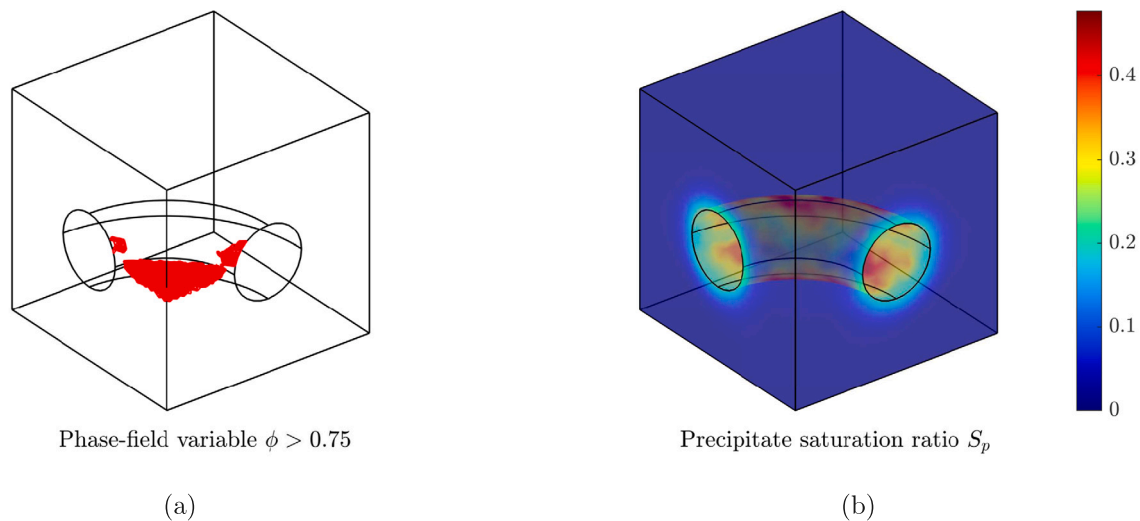 0.4
0.3
0.2
0.1
0
Phase-field variable ϕ > 0.75
Precipitate saturation ratio Sₚ
(a)
(b)